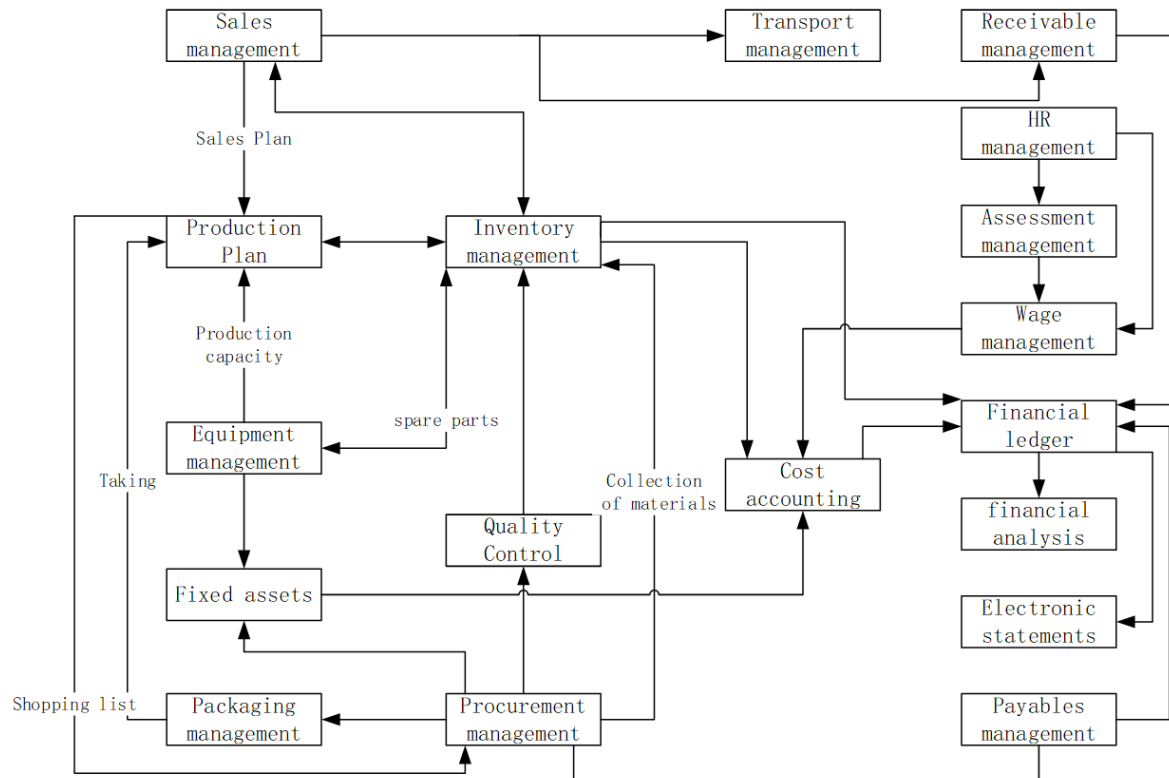 Sales
management
Transport
management
Receivable
management
HR
management
Sales Plan
Production
Plan
Inventory
management
Assessment
management
Production
capacity
Wage
management
spare parts
Equipment
management
Financial
ledger
Taking
Collection
of materials
Cost
accounting
financial
analysis
Quality
Control
Fixed assets
Electronic
statements
Shopping list
Packaging
management
Procurement
management
Payables
management